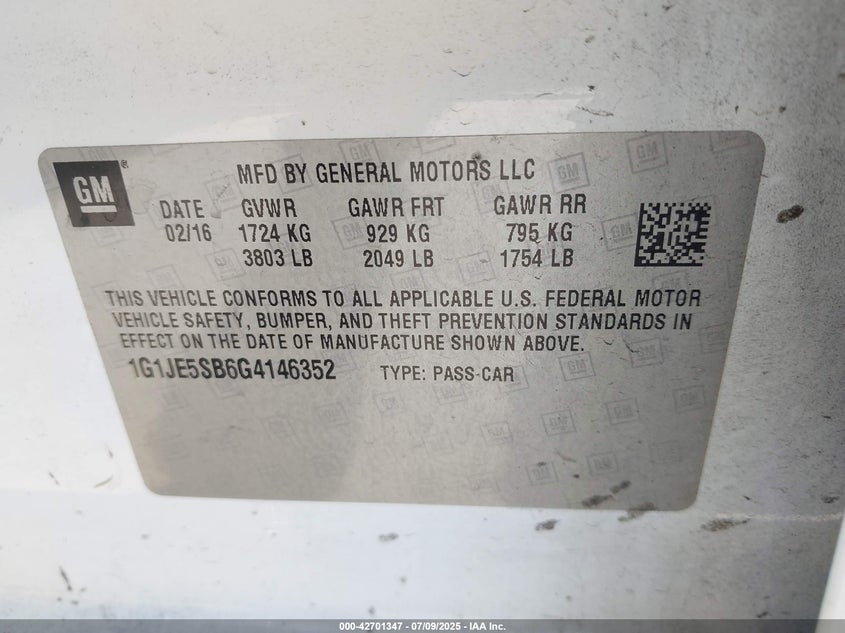 GM
MFD BY GENERAL MOTORS LLC
DATE GVWR GAWR FRT GAWR RR
02/16 1724 KG 929 KG 795 KG
3803 LB 2049 LB 1754 LB
THIS VEHICLE CONFORMS TO ALL APPLICABLE U.S. FEDERAL MOTOR
VEHICLE SAFETY, BUMPER, AND THEFT PREVENTION STANDARDS IN
EFFECT ON THE DATE OF MANUFACTURE SHOWN ABOVE.
1G1JE5SB6G4146352 TYPE: PASS-CAR
000-42701347 / 07/09/2025 - IAA Inc.